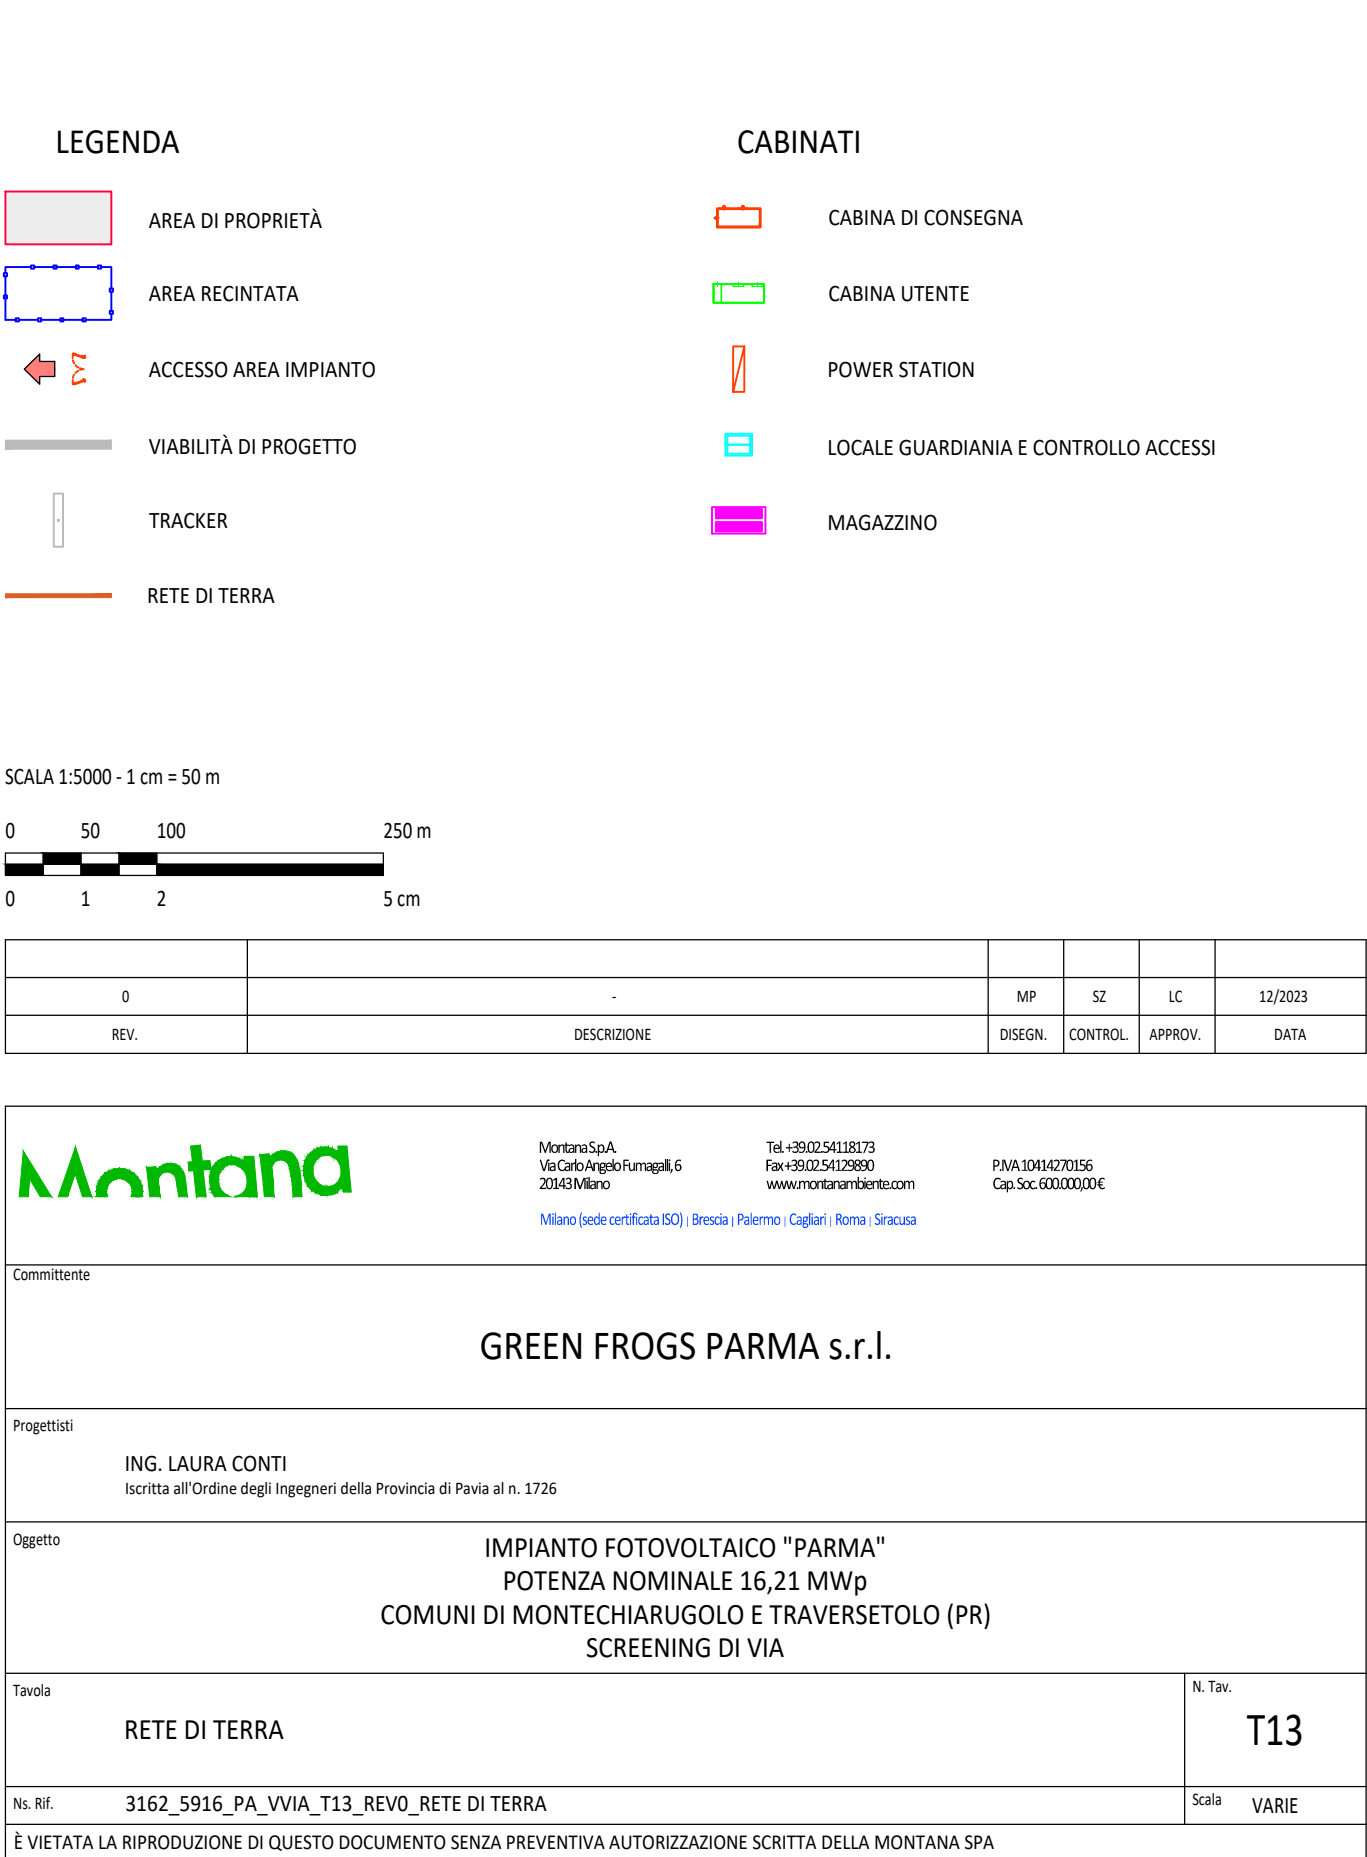 LEGENDA
AREA DI PROPRIETÀ
AREA RECINTATA
ACCESSO AREA IMPIANTO
VIABILITÀ DI PROGETTO
TRACKER
RETE DI TERRA
CABINATI
CABINA DI CONSEGNA
CABINA UTENTE
POWER STATION
LOCALE GUARDIANIA E CONTROLLO ACCESSI
MAGAZZINO
SCALA 1:5000 - 1 cm = 50 m
0 50 100 250 m
0 1 2 5 cm
0 - MP SZ LC 12/2023
REV. DESCRIZIONE DISEGN. CONTROL. APPROV. DATA
Montana
Montana S.p.A.
Via Carlo Angelo Fumagalli, 6
20143 Milano
Tel. +39.02.54118173
Fax +39.02.54129890
www.montanambiente.com
P.IVA 10414270156
Cap. Soc. 600.000,00 €
Milano (sede certificata ISO) | Brescia | Palermo | Cagliari | Roma | Siracusa
Committente
GREEN FROGS PARMA s.r.l.
Progettisti
ING. LAURA CONTI
Iscritta all'Ordine degli Ingegneri della Provincia di Pavia al n. 1726
Oggetto
IMPIANTO FOTOVOLTAICO "PARMA"
POTENZA NOMINALE 16,21 MWp
COMUNI DI MONTECHIARUGOLO E TRAVERSETOLO (PR)
SCREENING DI VIA
Tavola
RETE DI TERRA
N. Tav.
T13
Ns. Rif. 3162_5916_PA_VVIA_T13_REV0_RETE DI TERRA
Scala VARIE
È VIETATA LA RIPRODUZIONE DI QUESTO DOCUMENTO SENZA PREVENTIVA AUTORIZZAZIONE SCRITTA DELLA MONTANA SPA